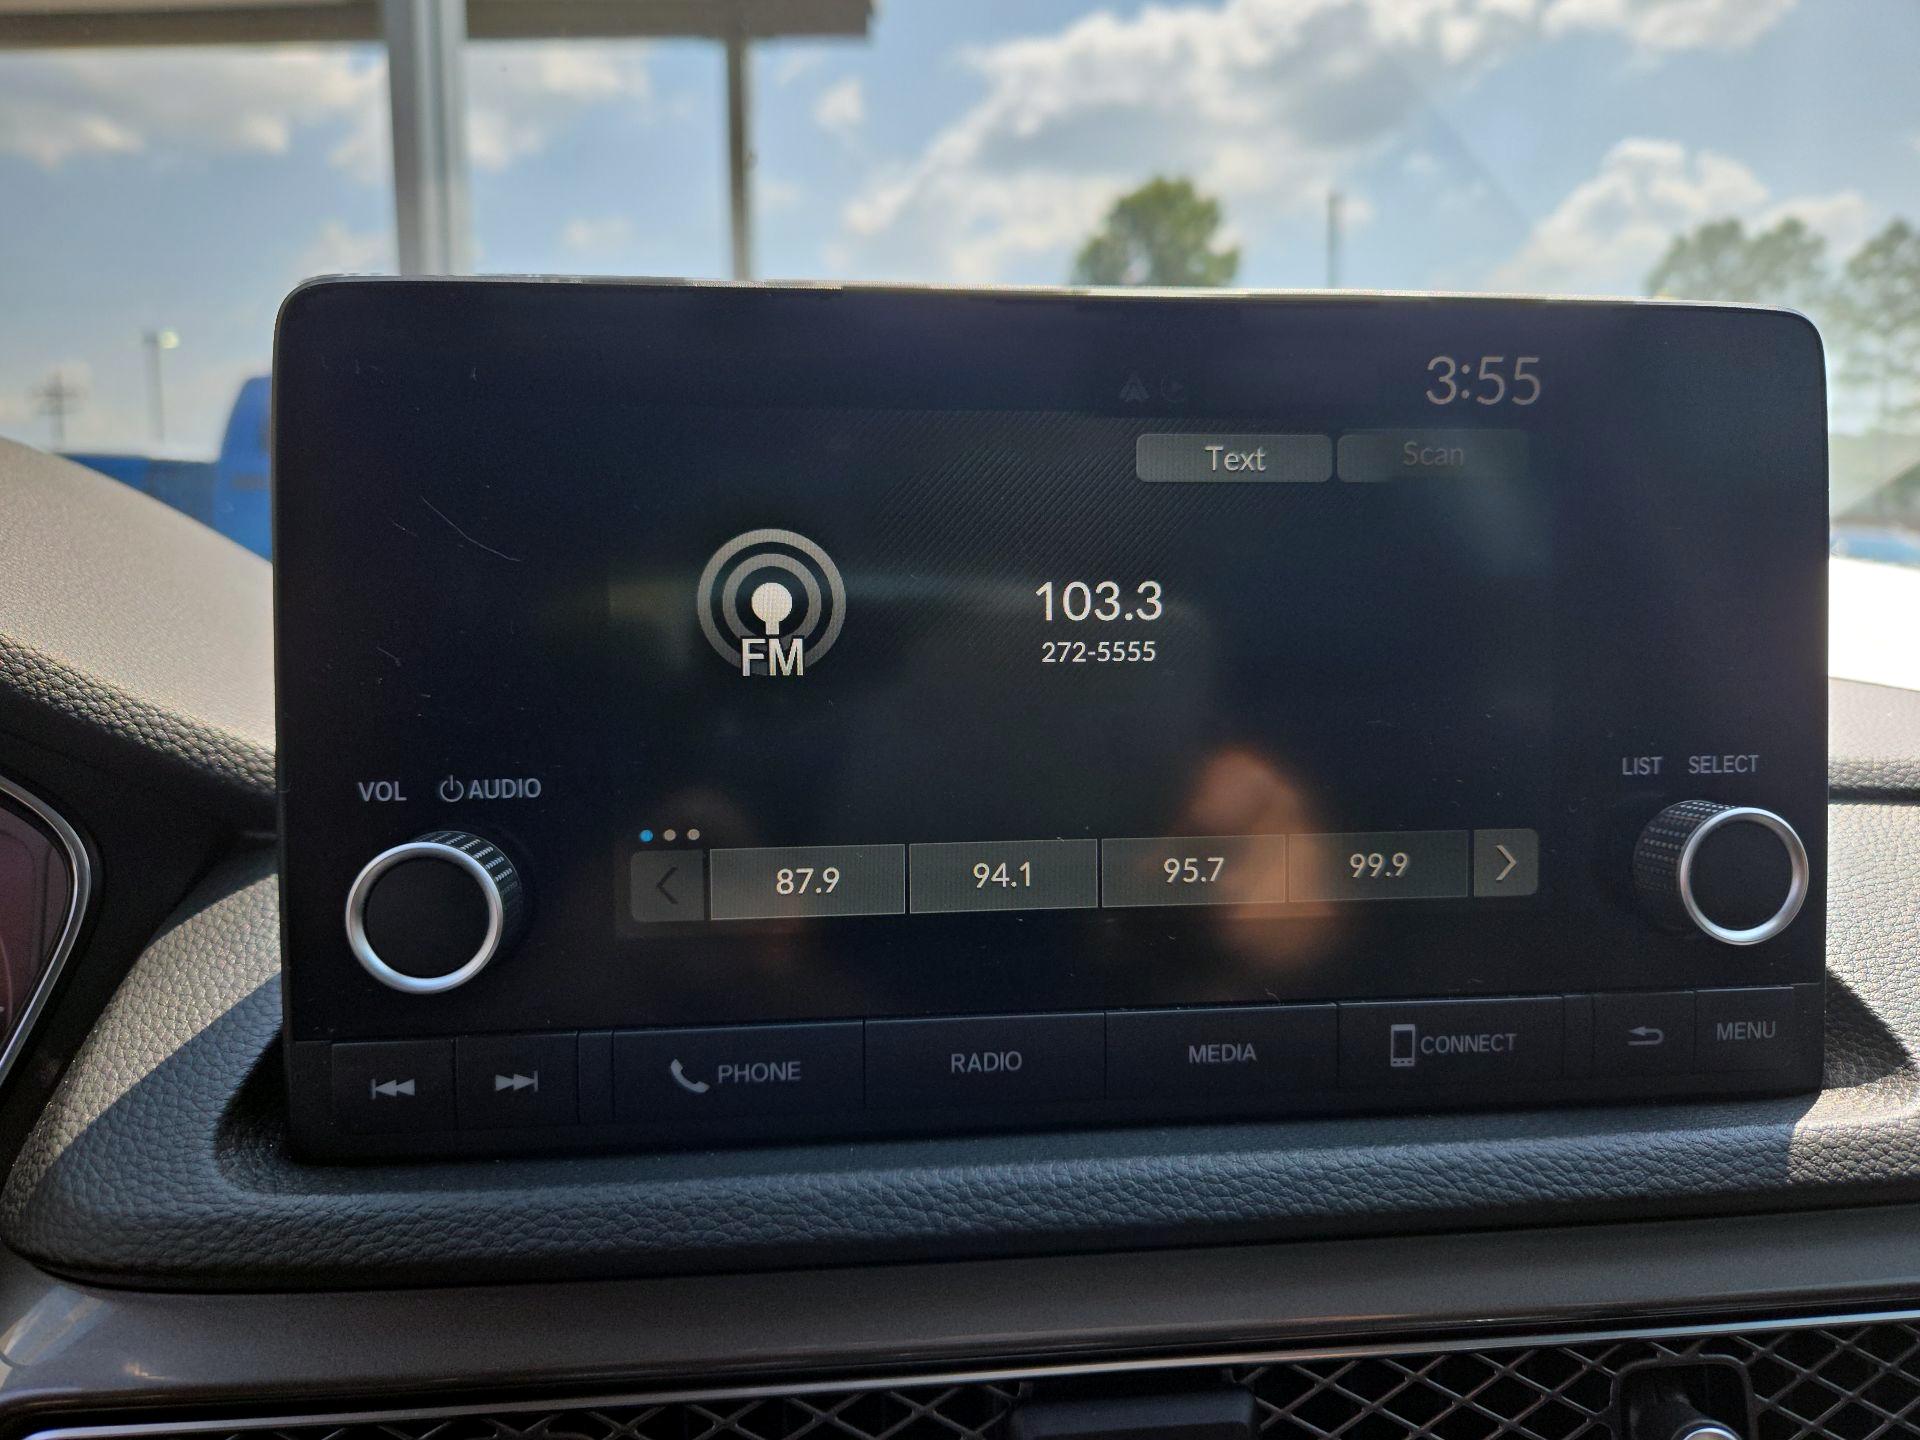 3:55
Text Scan
FM
103.3
272-5555
VOL AUDIO
LIST SELECT
87.9 94.1 95.7 99.9
PHONE RADIO MEDIA CONNECT MENU